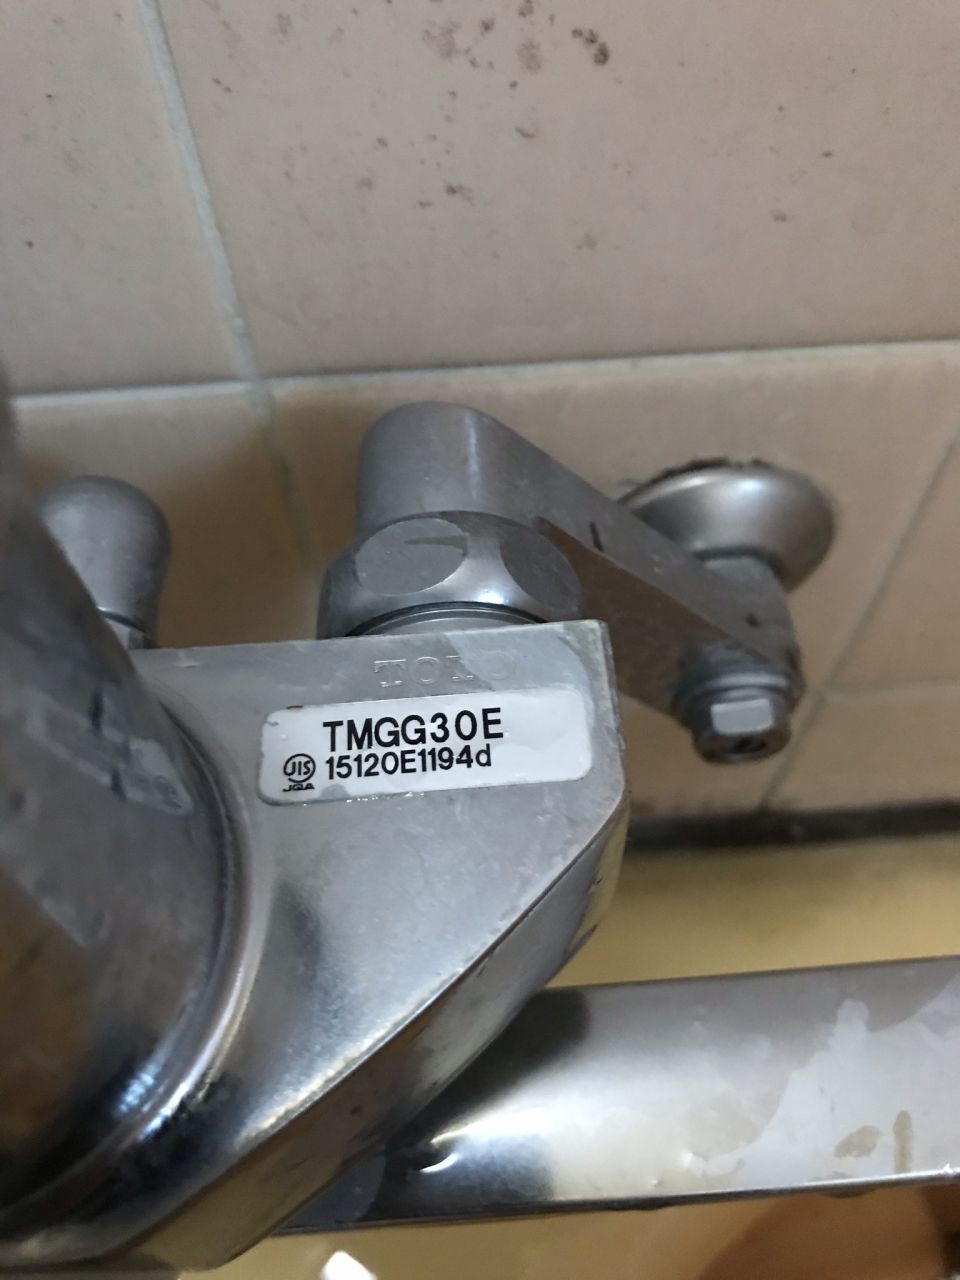 TOTO
TMGG30E
JIS 15120E1194d
JQA